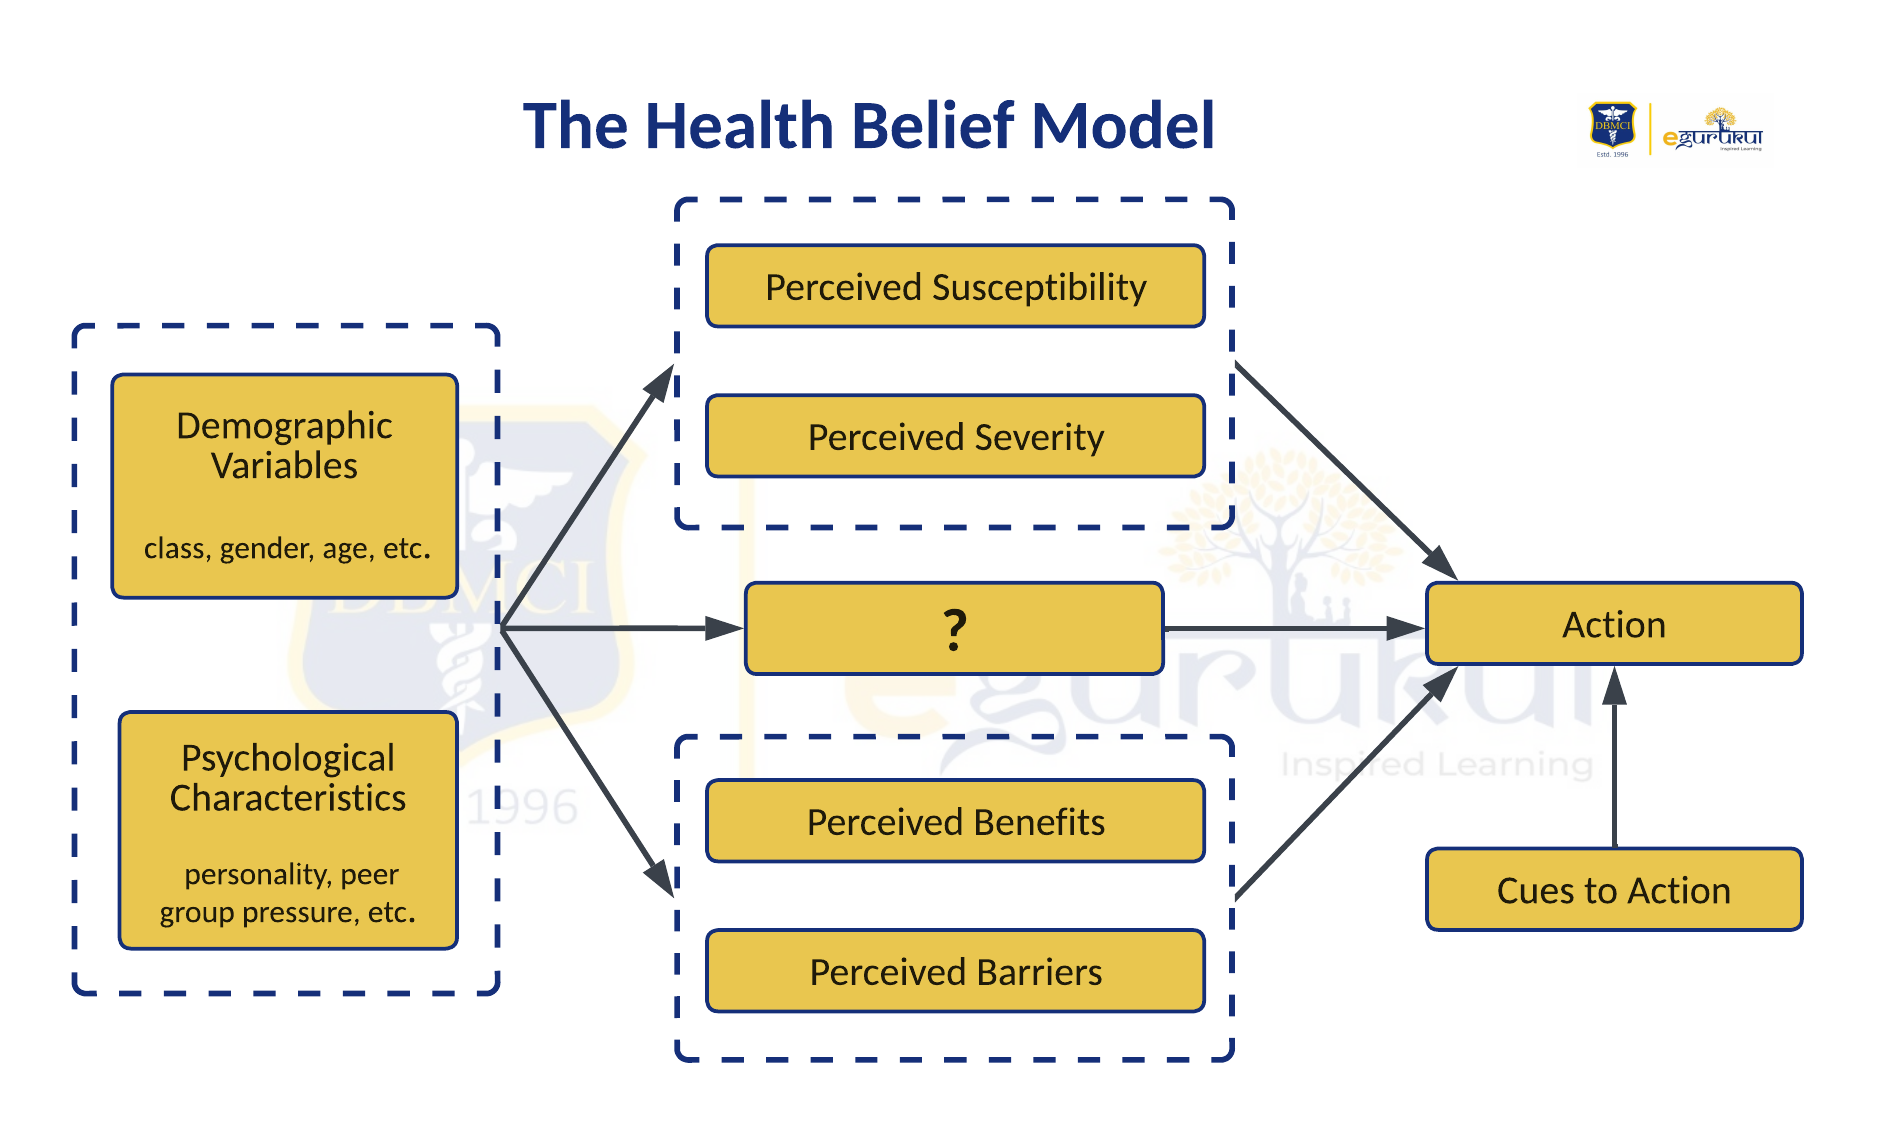 The Health Belief Model
DBMCI
Estd. 1996
egurukul
Inspired Learning
Perceived Susceptibility
Perceived Severity
Demographic
Variables
class, gender, age, etc.
?
Action
Psychological
Characteristics
personality, peer
group pressure, etc.
Perceived Benefits
Perceived Barriers
Cues to Action
DBMCI
1996
egurukul
Inspired Learning